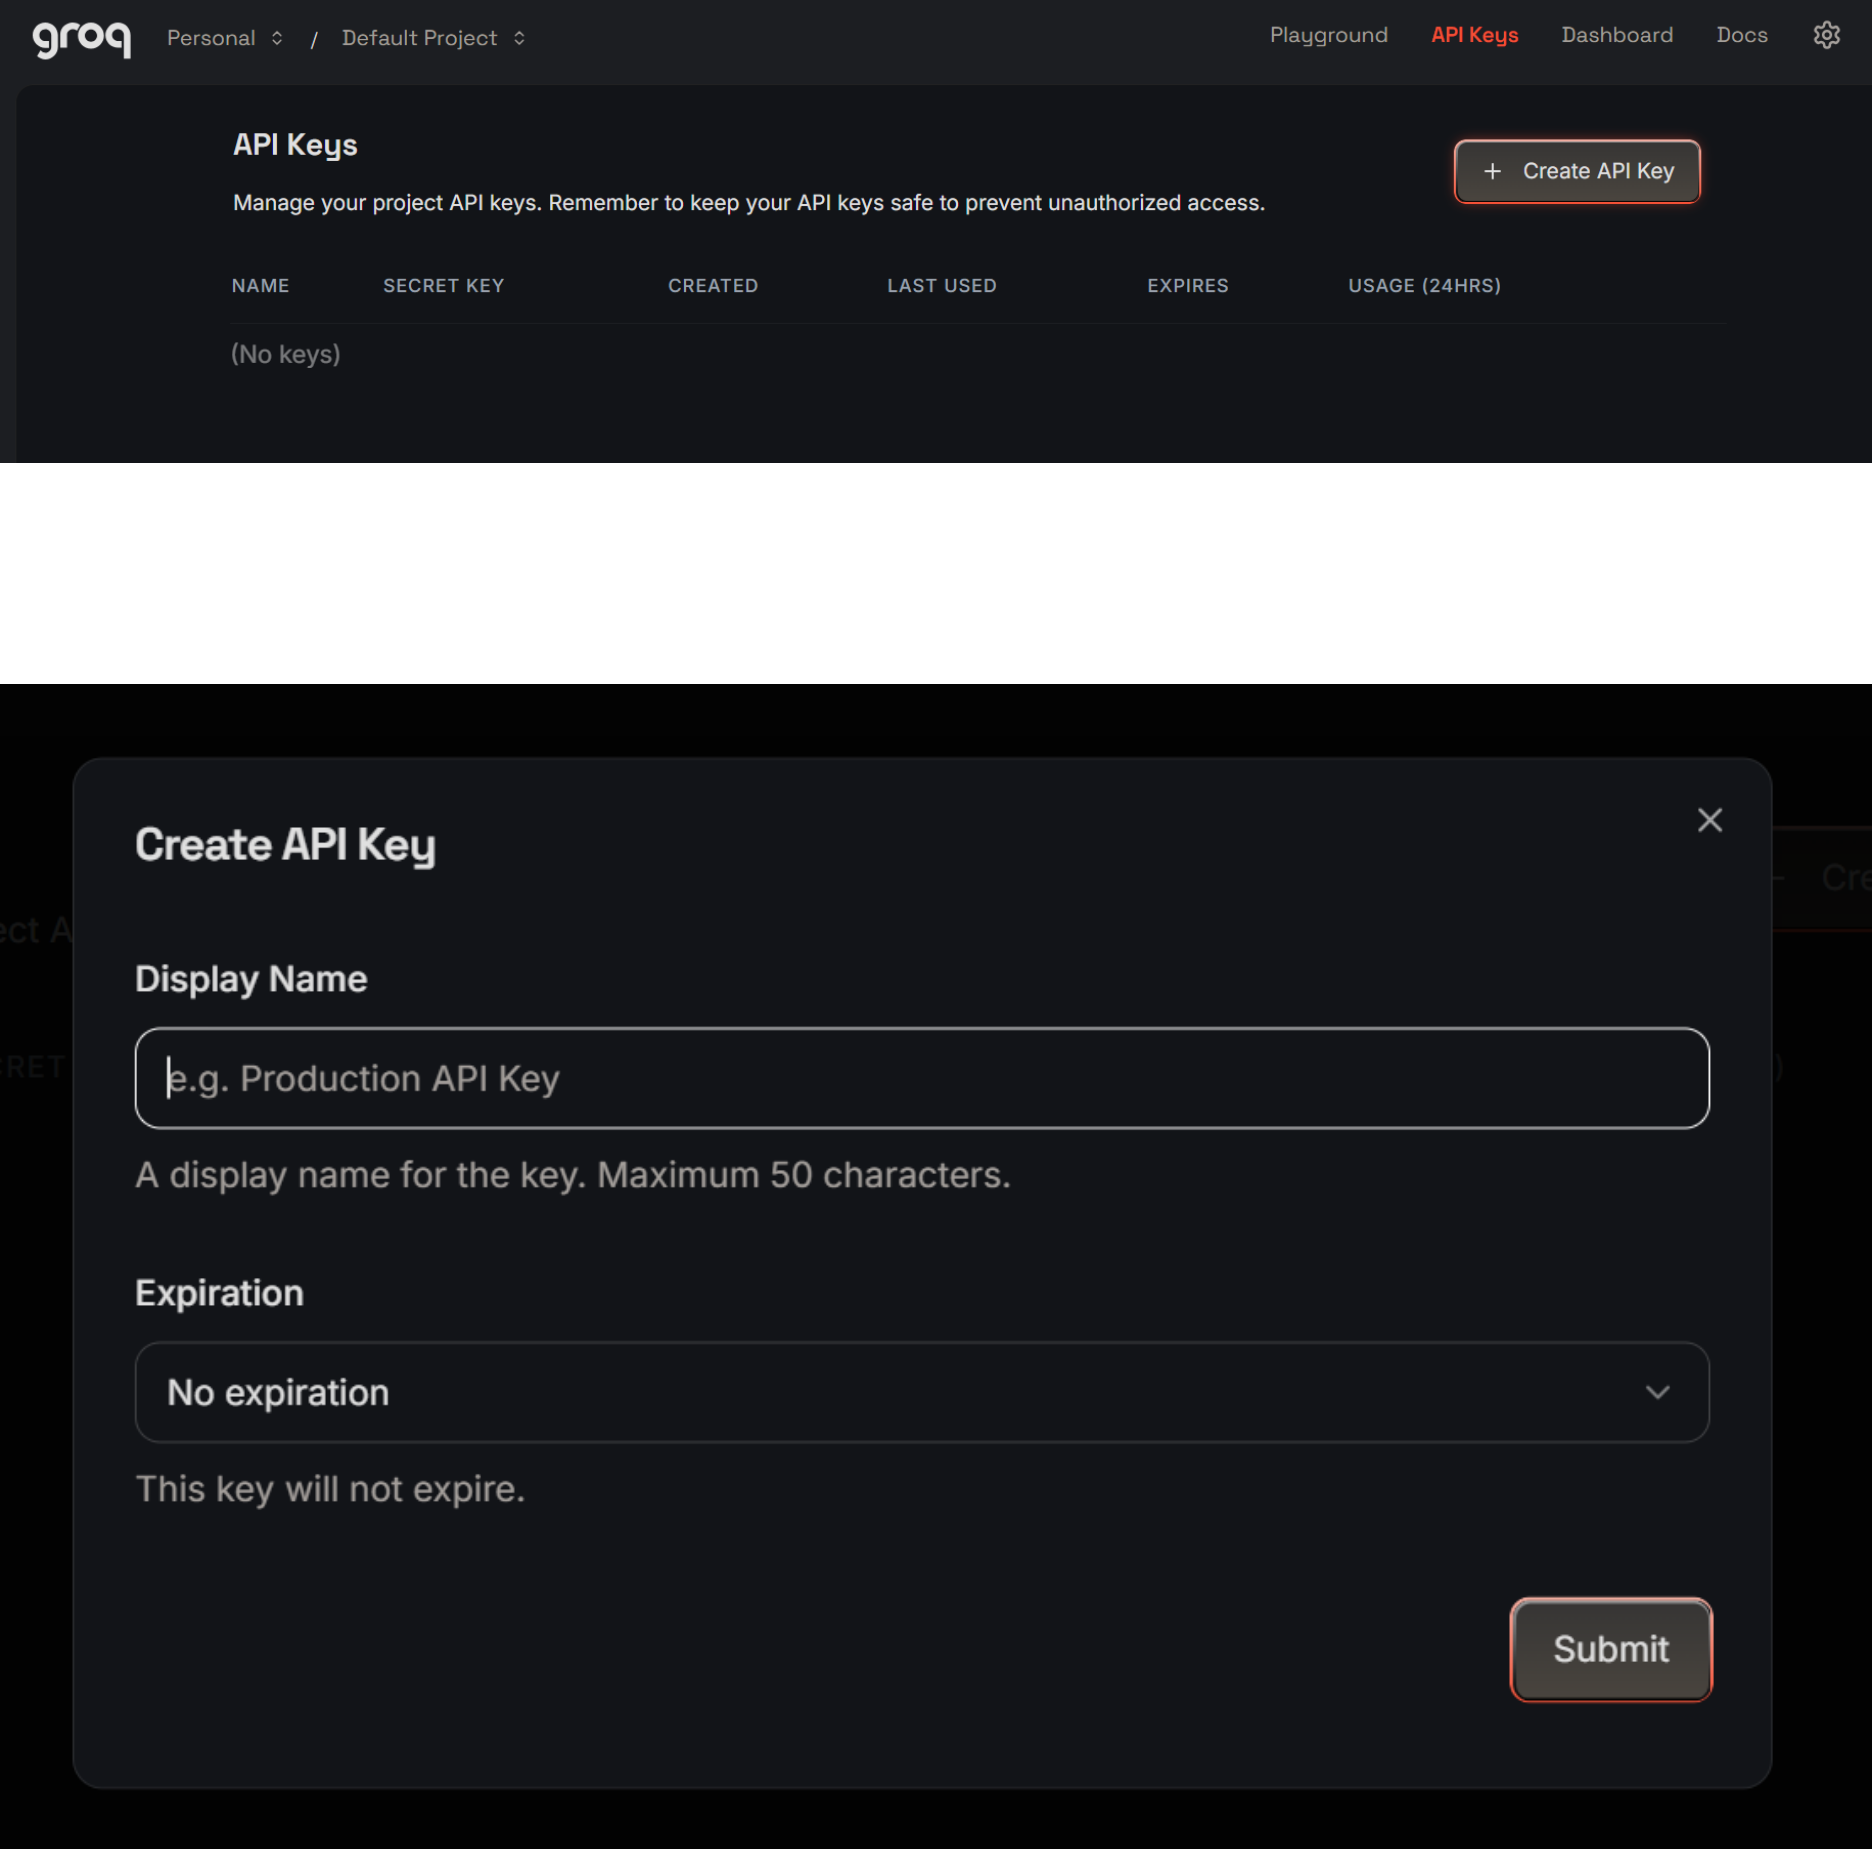 groq Personal / Default Project Playground API Keys Dashboard Docs
API Keys
+ Create API Key
Manage your project API keys. Remember to keep your API keys safe to prevent unauthorized access.
NAME SECRET KEY CREATED LAST USED EXPIRES USAGE (24HRS)
(No keys)
Create API Key
Cre
ect A
Display Name
e.g. Production API Key
CRET
)
A display name for the key. Maximum 50 characters.
Expiration
No expiration
This key will not expire.
Submit